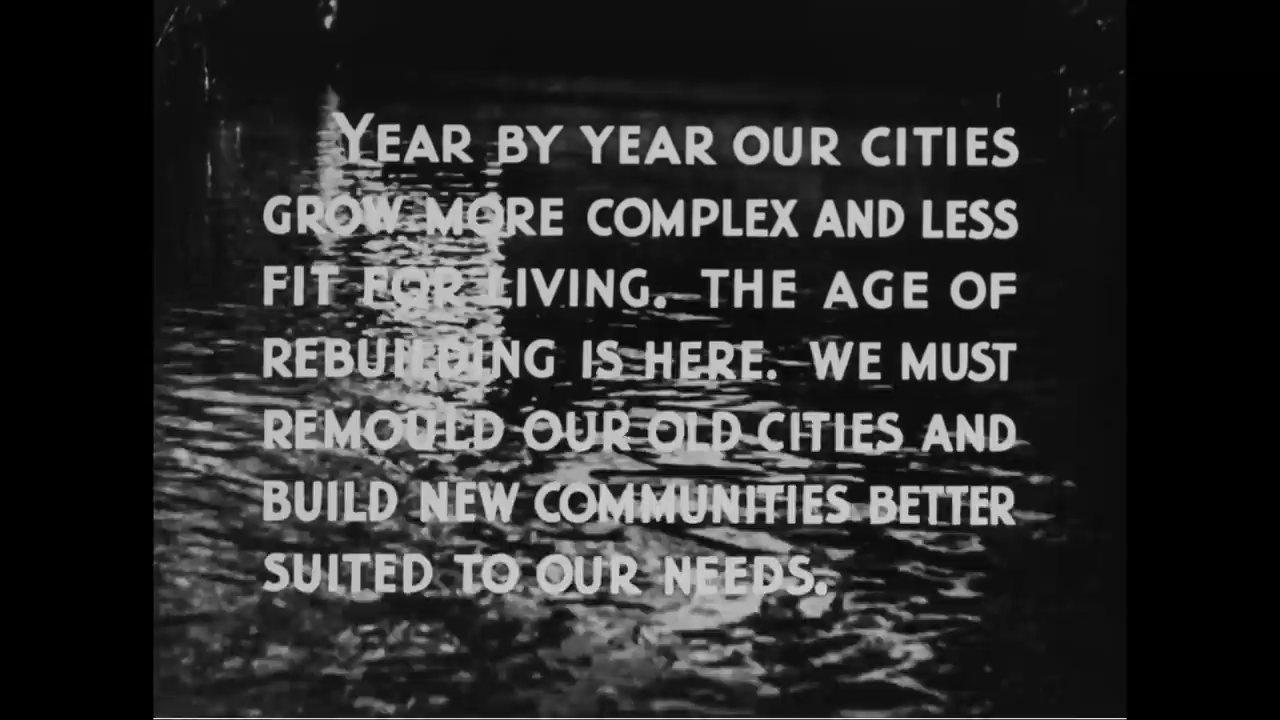 YEAR BY YEAR OUR CITIES
GROW MORE COMPLEX AND LESS
FIT FOR LIVING. THE AGE OF
REBUILDING IS HERE. WE MUST
REMOULD OUR OLD CITIES AND
BUILD NEW COMMUNITIES BETTER
SUITED TO OUR NEEDS.